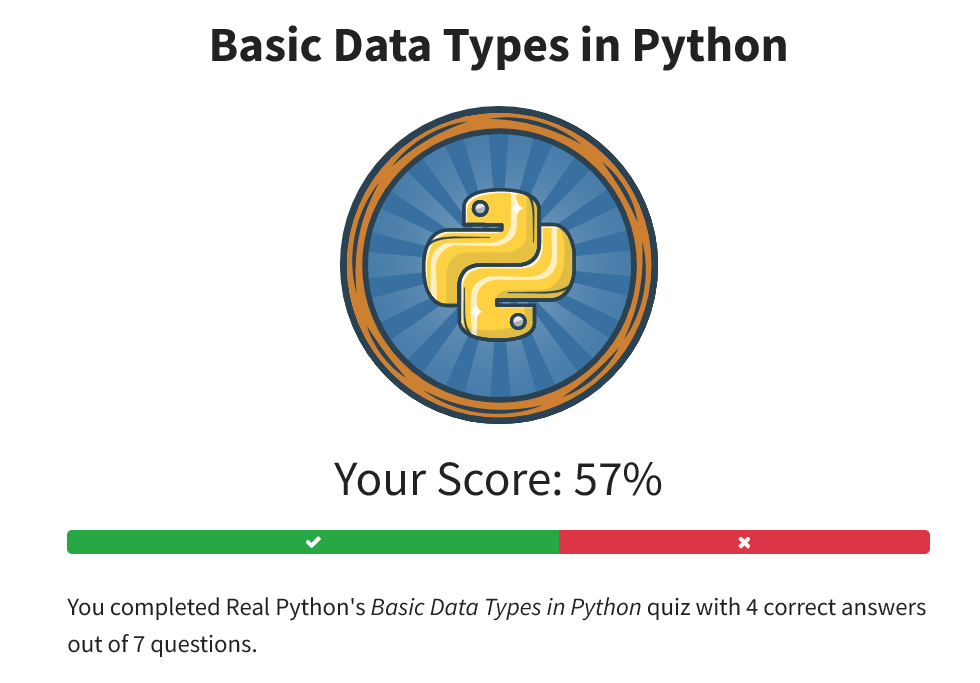 Basic Data Types in Python
Your Score: 57%
You completed Real Python's Basic Data Types in Python quiz with 4 correct answers
out of 7 questions.